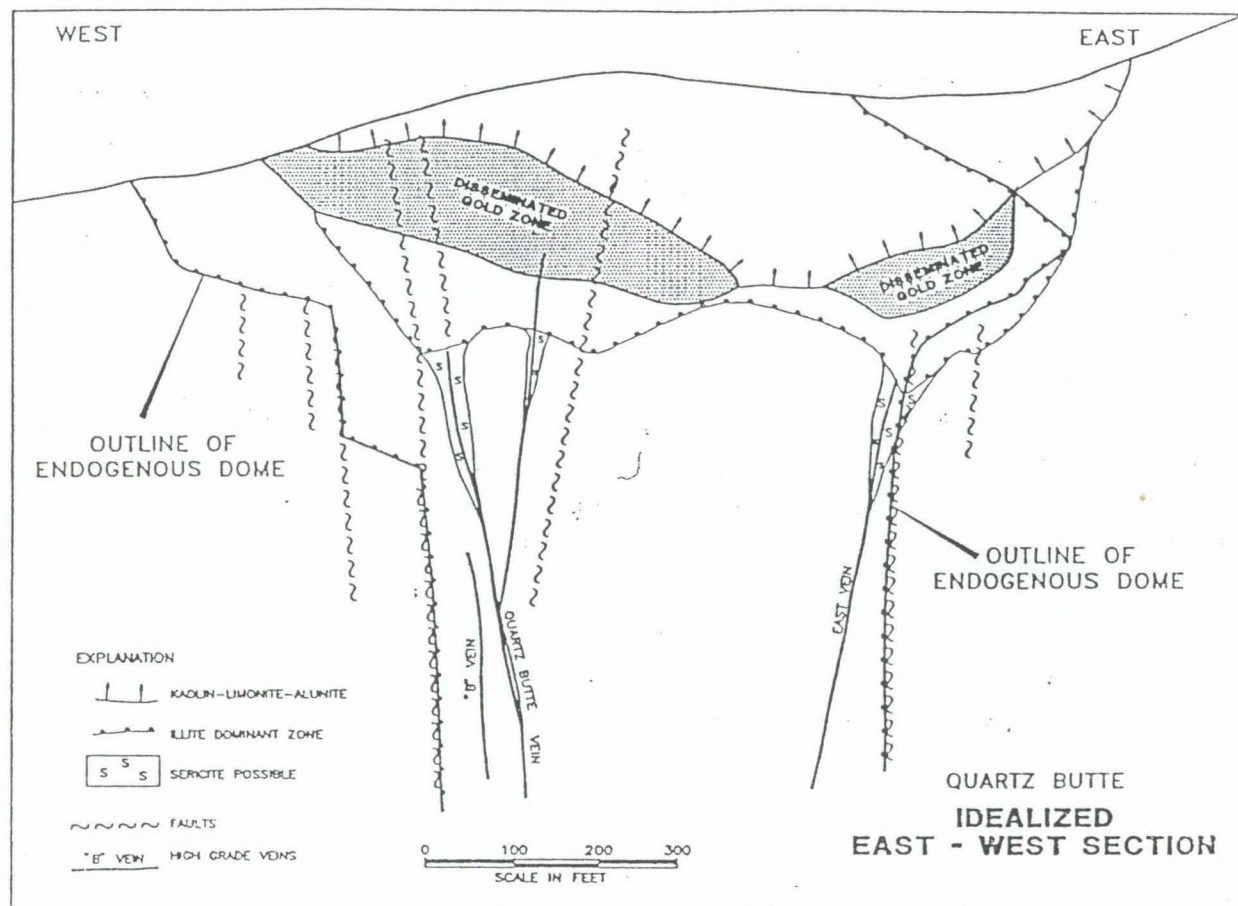 WEST
EAST
DISSEMINATED
GOLD ZONE
DISSEMINATED
GOLD ZONE
OUTLINE OF
ENDOGENOUS DOME
OUTLINE OF
ENDOGENOUS DOME
"B" VEIN
QUARTZ BUTTE VEIN
EAST VEIN
EXPLANATION
KAOLIN-LIMONITE-ALUNITE
ILLITE DOMINANT ZONE
S S S
SERICITE POSSIBLE
FAULTS
"B" VEIN
HIGH GRADE VEINS
0 100 200 300
SCALE IN FEET
QUARTZ BUTTE
IDEALIZED
EAST - WEST SECTION
S
S
S
S
S
S
S
S